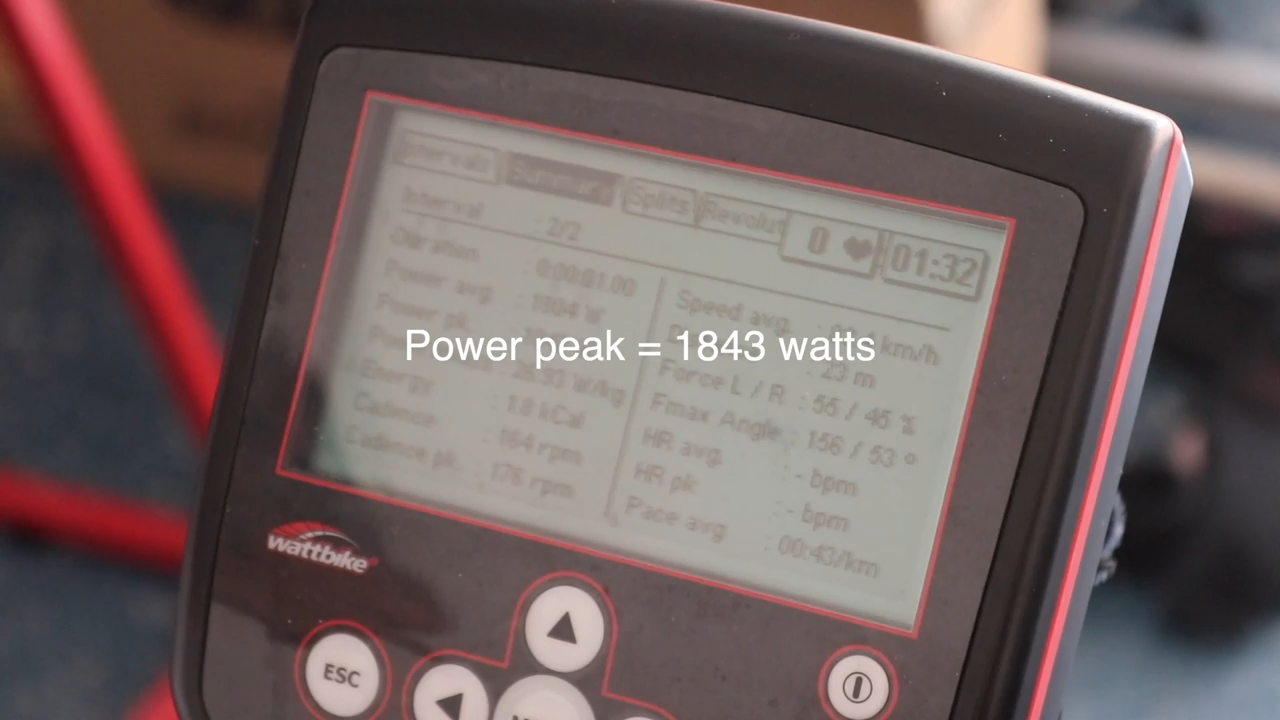 Intervals Summary Splits Revolut 0 01:32
Interval : 2/2
Duration : 0:00:01.00
Power avg : 1804 W
Power pk
Energy : 1.8 kCal
Cadence : 164 rpm
Cadence pk : 176 rpm
Speed avg km/h
: 23 m
Force L / R : 55 / 45 %
Fmax Angle : 156 / 53 °
HR avg : - bpm
HR pk : - bpm
Pace avg : 00:43/km
Power peak = 1843 watts
wattbike
ESC